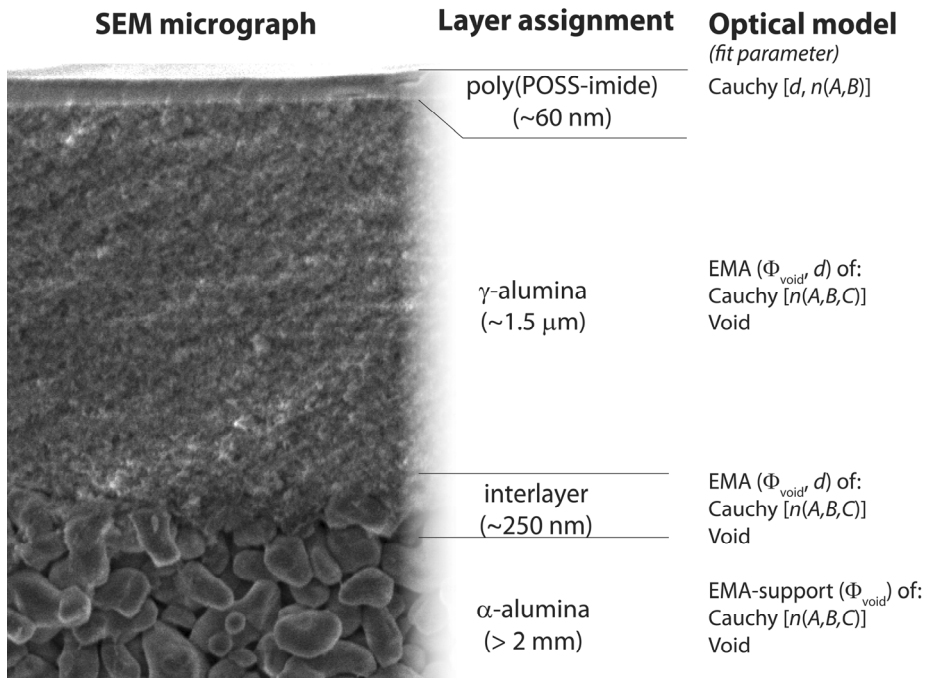 SEM micrograph
Layer assignment
Optical model
(fit parameter)
poly(POSS-imide)
(~60 nm)
Cauchy [d, n(A,B)]
γ-alumina
(~1.5 μm)
EMA (Φvoid, d) of:
Cauchy [n(A,B,C)]
Void
interlayer
(~250 nm)
EMA (Φvoid, d) of:
Cauchy [n(A,B,C)]
Void
α-alumina
(> 2 mm)
EMA-support (Φvoid) of:
Cauchy [n(A,B,C)]
Void